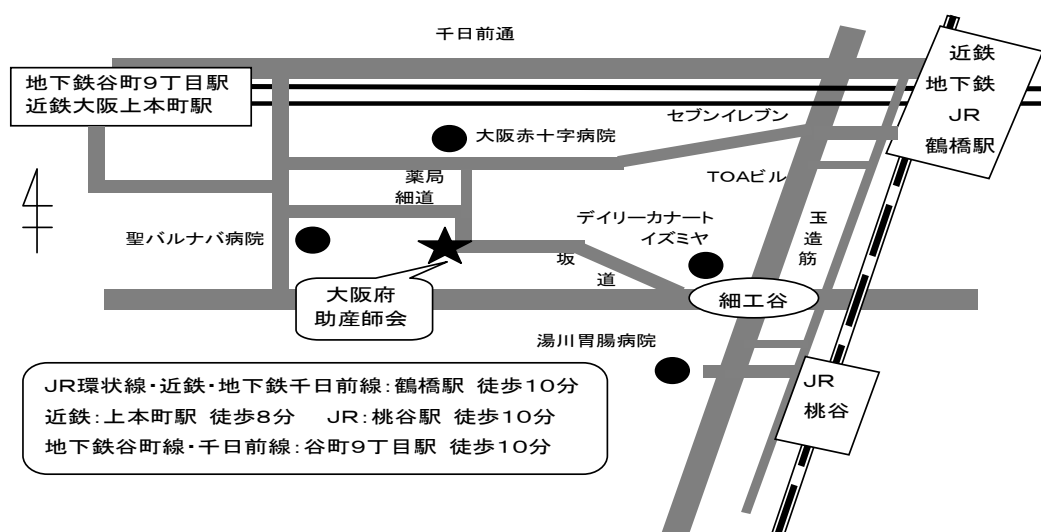 千日前通
地下鉄谷町9丁目駅
近鉄大阪上本町駅
近鉄
地下鉄
JR
鶴橋駅
セブンイレブン
大阪赤十字病院
薬局
細道
TOAビル
デイリーカナート
イズミヤ
玉造筋
聖バルナバ病院
坂道
大阪府
助産師会
細工谷
湯川胃腸病院
JR
桃谷
JR環状線・近鉄・地下鉄千日前線:鶴橋駅 徒歩10分
近鉄:上本町駅 徒歩8分 JR:桃谷駅 徒歩10分
地下鉄谷町線・千日前線:谷町9丁目駅 徒歩10分